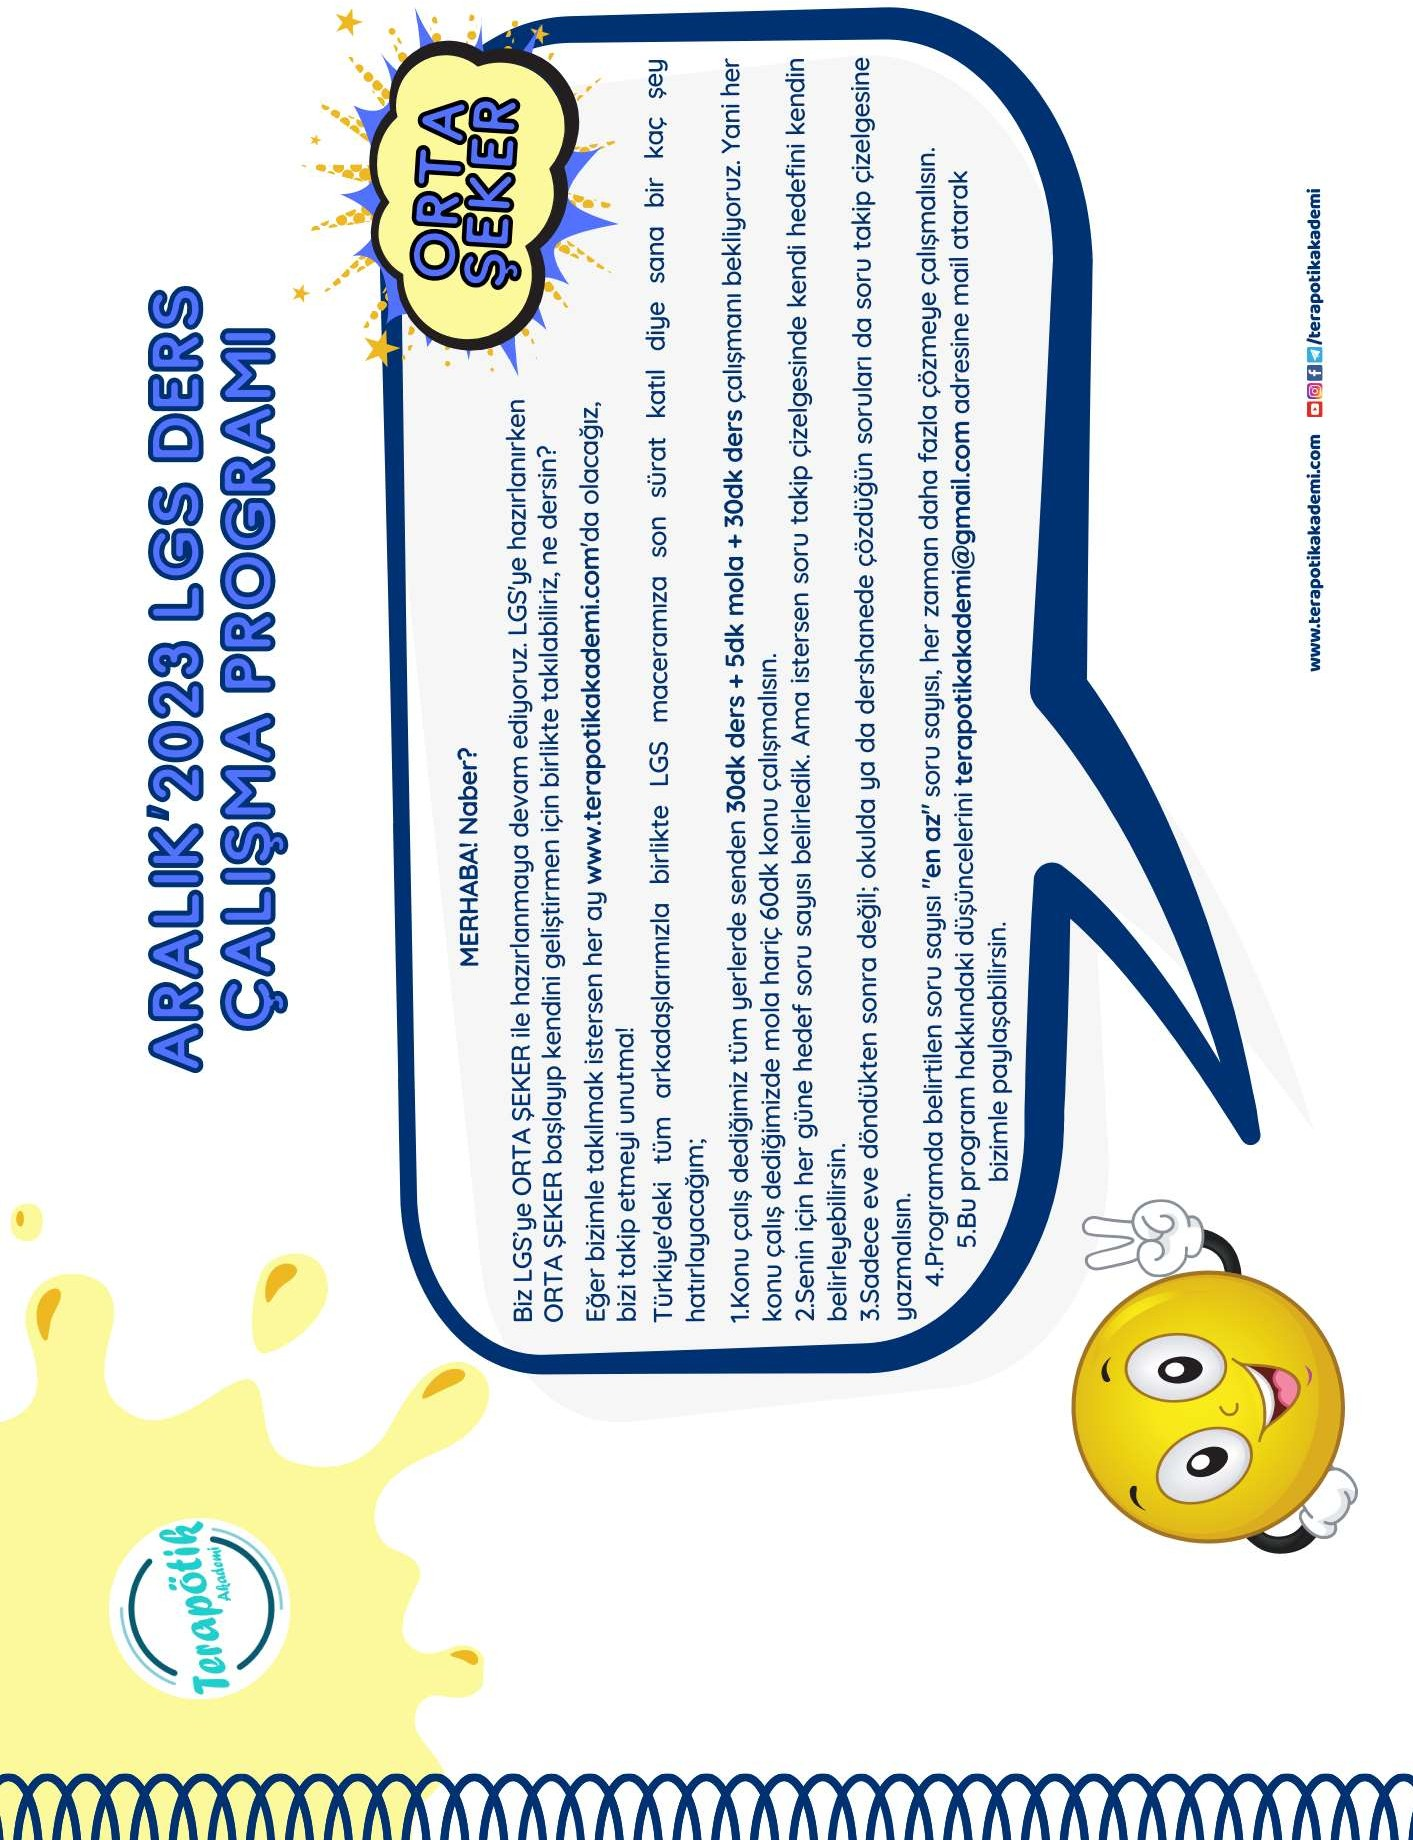 ARALIK'2023 LGS DERS
ÇALIŞMA PROGRAMI
ORTA
ŞEKER
MERHABA! Naber?
Biz LGS'ye ORTA ŞEKER ile hazırlanmaya devam ediyoruz. LGS'ye hazırlanırken
ORTA ŞEKER başlayıp kendini geliştirmen için birlikte takılabiliriz, ne dersin?
Eğer bizimle takılmak istersen her ay www.terapotikakademi.com'da olacağız,
bizi takip etmeyi unutma!
Türkiye'deki tüm arkadaşlarımızla birlikte LGS maceramıza son sürat katıl diye sana bir kaç şey
hatırlayacağım;
1.Konu çalış dediğimiz tüm yerlerde senden 30dk ders + 5dk mola + 30dk ders çalışmanı bekliyoruz. Yani her
konu çalış dediğimizde mola hariç 60dk konu çalışmalısın.
2.Senin için her güne hedef soru sayısı belirledik. Ama istersen soru takip çizelgesinde kendi hedefini kendin
belirleyebilirsin.
3.Sadece eve döndükten sonra değil; okulda ya da dershanede çözdüğün soruları da soru takip çizelgesine
yazmalısın.
4.Programda belirtilen soru sayısı "en az" soru sayısı, her zaman daha fazla çözmeye çalışmalısın.
5.Bu program hakkındaki düşüncelerini terapotikakademi@gmail.com adresine mail atarak
bizimle paylaşabilirsin.
Terapötik
Akademi
www.terapotikakademi.com /terapotikakademi